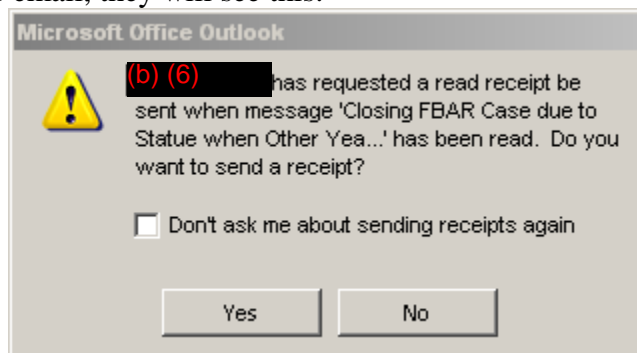 email, they will see this:
Microsoft Office Outlook
(b) (6) has requested a read receipt be
sent when message 'Closing FBAR Case due to
Statue when Other Yea...' has been read. Do you
want to send a receipt?
Don't ask me about sending receipts again
Yes No